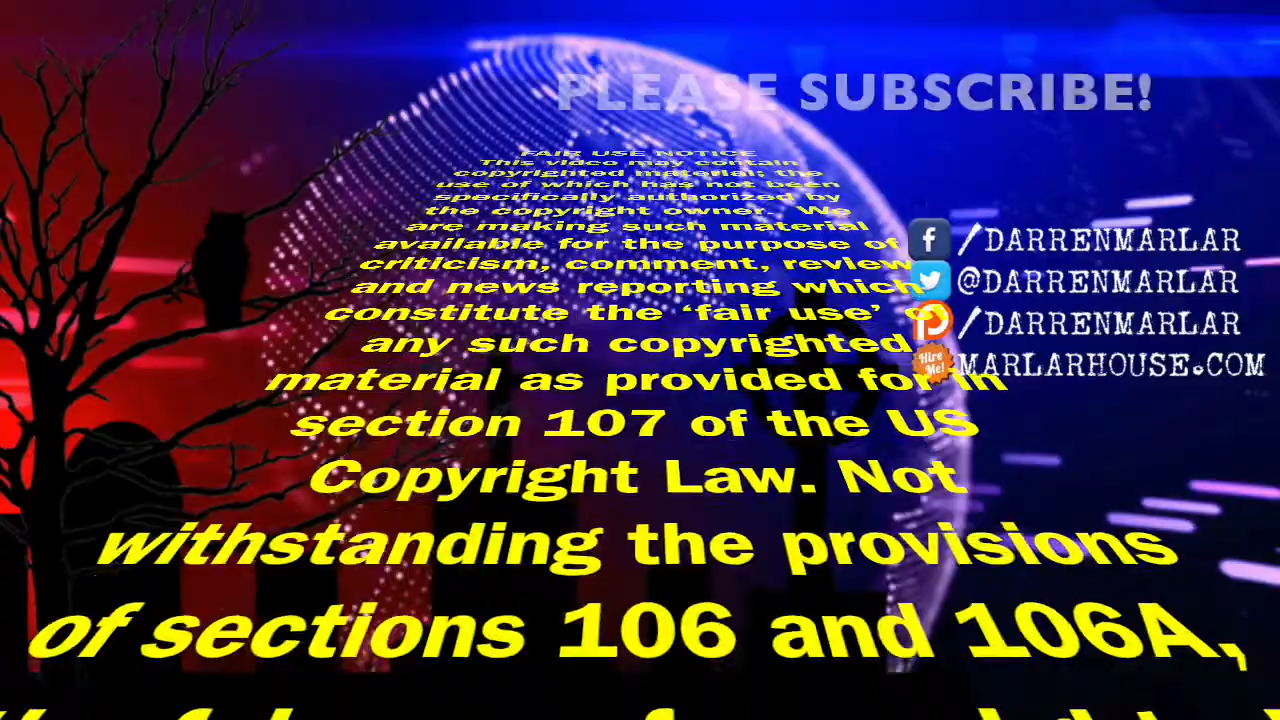 PLEASE SUBSCRIBE!
FAIR USE NOTICE
This video may contain
copyrighted material; the
use of which has not been
specifically authorized by
the copyright owner. We
are making such material
available for the purpose of
criticism, comment, review
and news reporting which
constitute the ‘fair use’ of
any such copyrighted
material as provided for in
section 107 of the US
Copyright Law. Not
withstanding the provisions
of sections 106 and 106A,
/DARRENMARLAR
@DARRENMARLAR
/DARRENMARLAR
Hire Me! MARLARHOUSE.COM